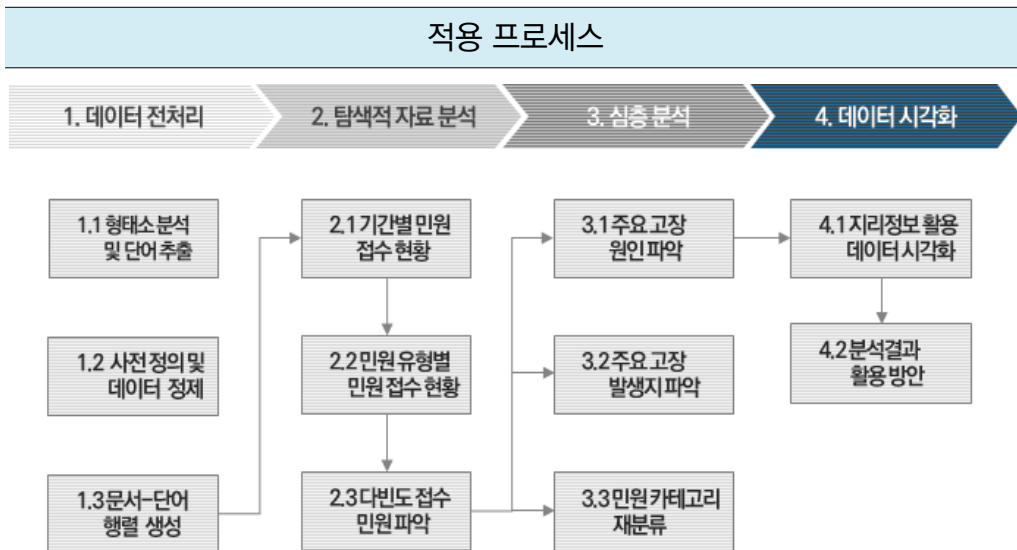 적용 프로세스
1. 데이터 전처리
2. 탐색적 자료 분석
3. 심층 분석
4. 데이터 시각화
1.1 형태소 분석
및 단어 추출
1.2 사전 정의 및
데이터 정제
1.3 문서-단어
행렬 생성
2.1 기간별 민원
접수 현황
2.2 민원 유형별
민원 접수 현황
2.3 다빈도 접수
민원 파악
3.1 주요 고장
원인 파악
3.2 주요 고장
발생지 파악
3.3 민원 카테고리
재분류
4.1 지리정보 활용
데이터 시각화
4.2 분석결과
활용 방안